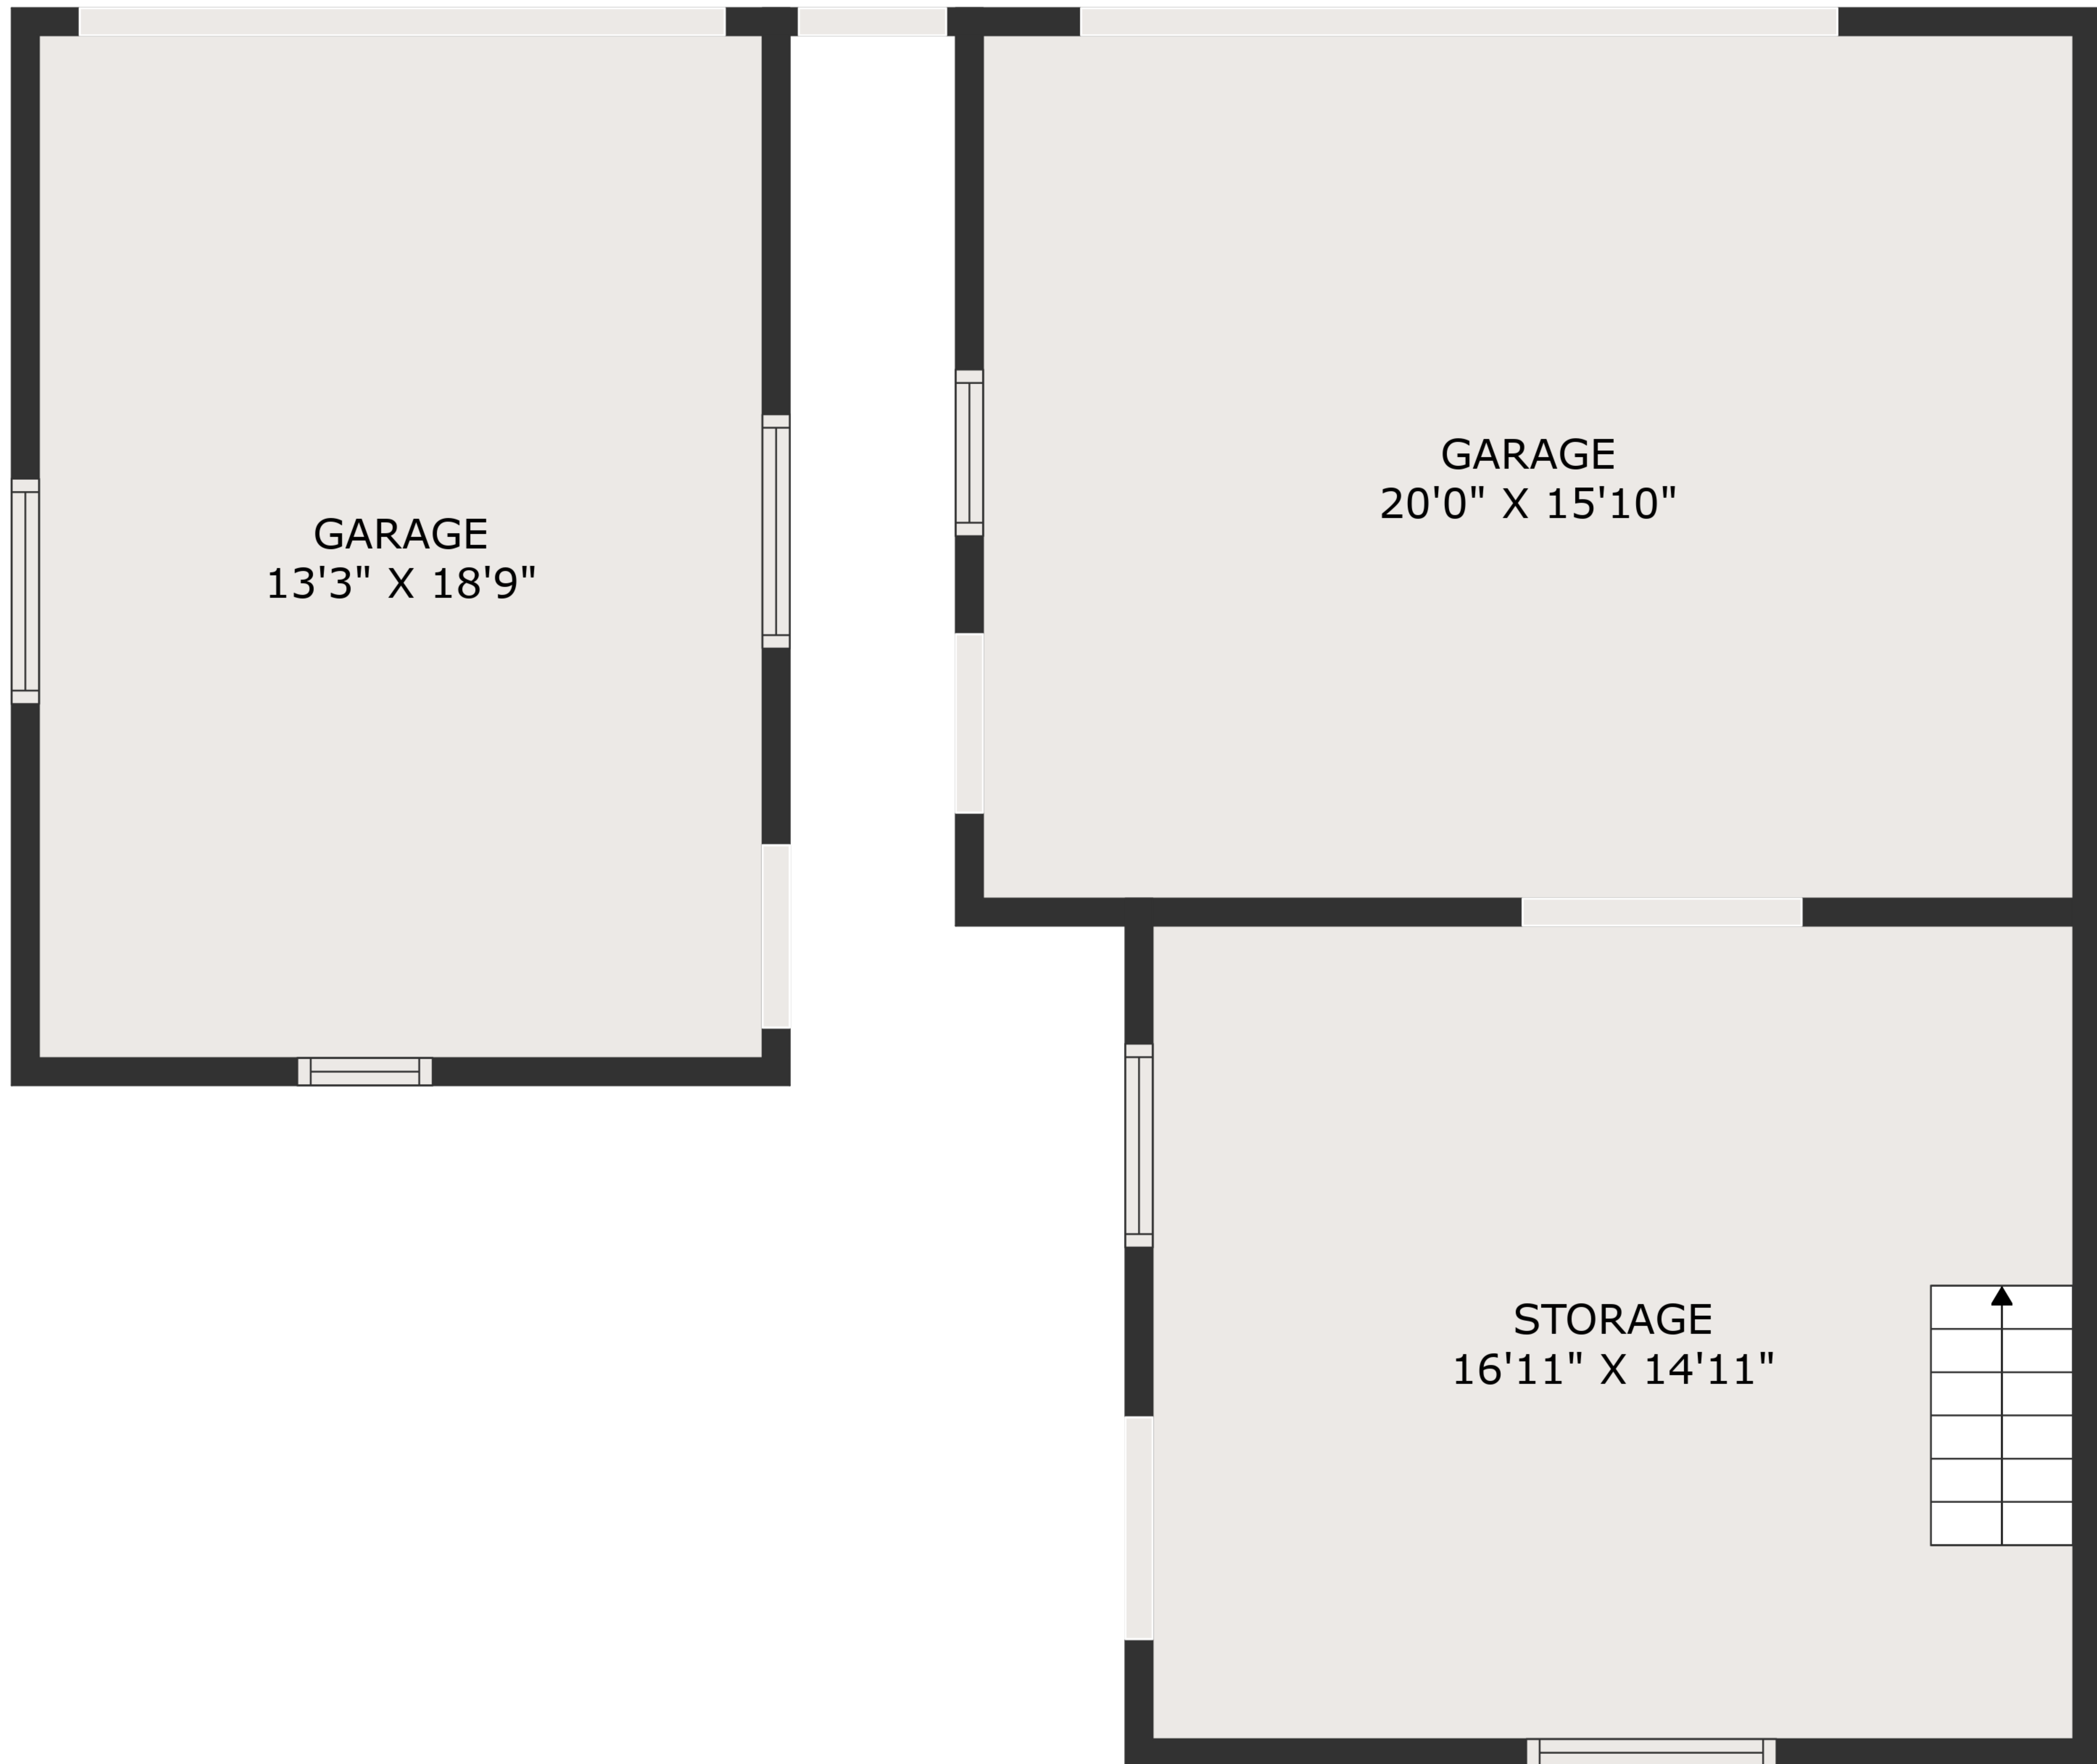 GARAGE
13'3" X 18'9"
GARAGE
20'0" X 15'10"
STORAGE
16'11" X 14'11"